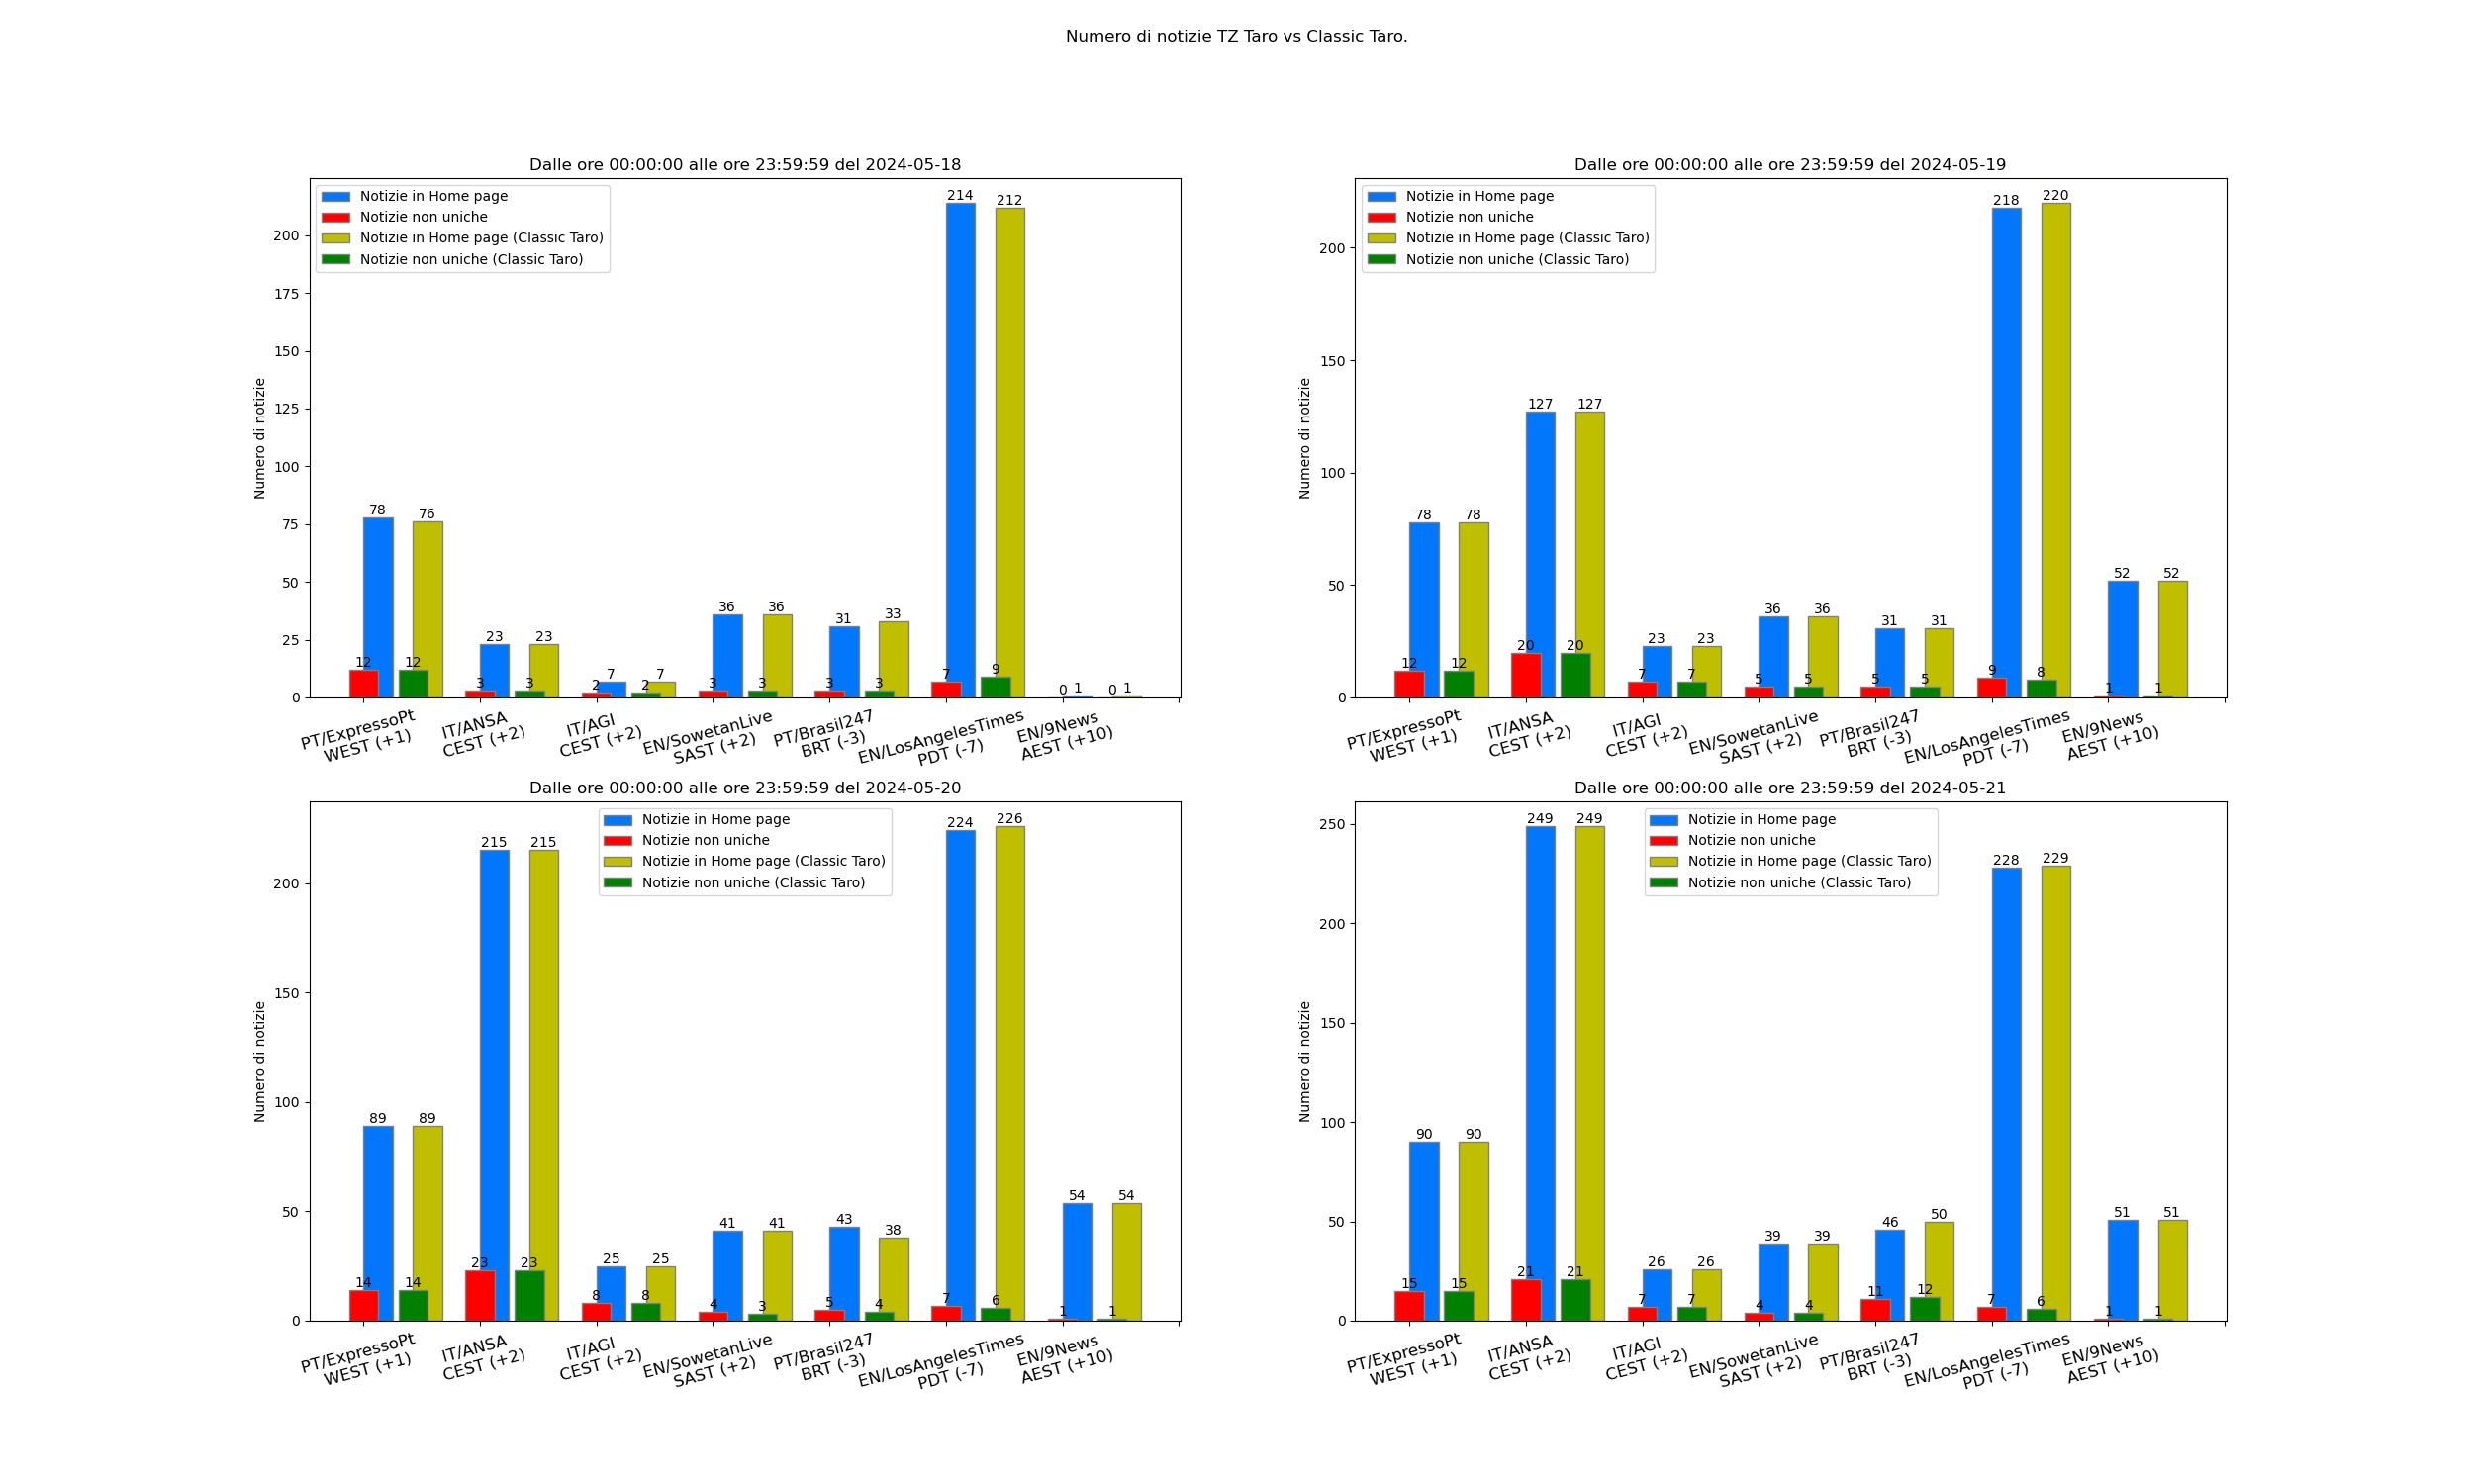 Numero di notizie TZ Taro vs Classic Taro.
Dalle ore 00:00:00 alle ore 23:59:59 del 2024-05-18
Notizie in Home page
Notizie non uniche
Notizie in Home page (Classic Taro)
Notizie non uniche (Classic Taro)
Numero di notizie
200
175
150
125
100
75
50
25
0
78 76 23 23 7 7 36 36 31 33 214 212 1 1
12 12 3 3 2 2 3 3 3 3 7 9 0 0
PT/ExpressoPt
WEST (+1)
IT/ANSA
CEST (+2)
IT/AGI
CEST (+2)
EN/SowetanLive
SAST (+2)
PT/Brasil247
BRT (-3)
EN/LosAngelesTimes
PDT (-7)
EN/9News
AEST (+10)
Dalle ore 00:00:00 alle ore 23:59:59 del 2024-05-19
Notizie in Home page
Notizie non uniche
Notizie in Home page (Classic Taro)
Notizie non uniche (Classic Taro)
Numero di notizie
200
150
100
50
0
78 78 127 127 23 23 36 36 31 31 218 220 52 52
12 12 20 20 7 7 5 5 5 5 9 8 1 1
PT/ExpressoPt
WEST (+1)
IT/ANSA
CEST (+2)
IT/AGI
CEST (+2)
EN/SowetanLive
SAST (+2)
PT/Brasil247
BRT (-3)
EN/LosAngelesTimes
PDT (-7)
EN/9News
AEST (+10)
Dalle ore 00:00:00 alle ore 23:59:59 del 2024-05-20
Notizie in Home page
Notizie non uniche
Notizie in Home page (Classic Taro)
Notizie non uniche (Classic Taro)
Numero di notizie
200
150
100
50
0
89 89 215 215 25 25 41 41 43 38 224 226 54 54
14 14 23 23 8 8 4 3 5 4 7 6 1 1
PT/ExpressoPt
WEST (+1)
IT/ANSA
CEST (+2)
IT/AGI
CEST (+2)
EN/SowetanLive
SAST (+2)
PT/Brasil247
BRT (-3)
EN/LosAngelesTimes
PDT (-7)
EN/9News
AEST (+10)
Dalle ore 00:00:00 alle ore 23:59:59 del 2024-05-21
Notizie in Home page
Notizie non uniche
Notizie in Home page (Classic Taro)
Notizie non uniche (Classic Taro)
Numero di notizie
250
200
150
100
50
0
90 90 249 249 26 26 39 39 46 50 228 229 51 51
15 15 21 21 7 7 4 4 11 12 7 6 1 1
PT/ExpressoPt
WEST (+1)
IT/ANSA
CEST (+2)
IT/AGI
CEST (+2)
EN/SowetanLive
SAST (+2)
PT/Brasil247
BRT (-3)
EN/LosAngelesTimes
PDT (-7)
EN/9News
AEST (+10)